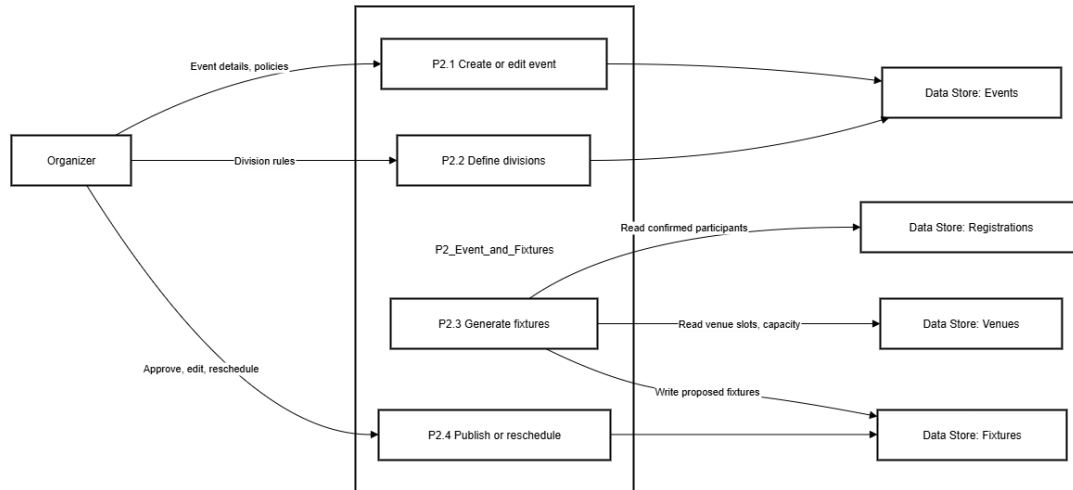 Event details, policies
P2.1 Create or edit event
Data Store: Events
Organizer
Division rules
P2.2 Define divisions
Read confirmed participants
Data Store: Registrations
P2_Event_and_Fixtures
P2.3 Generate fixtures
Read venue slots, capacity
Data Store: Venues
Approve, edit, reschedule
Write proposed fixtures
P2.4 Publish or reschedule
Data Store: Fixtures